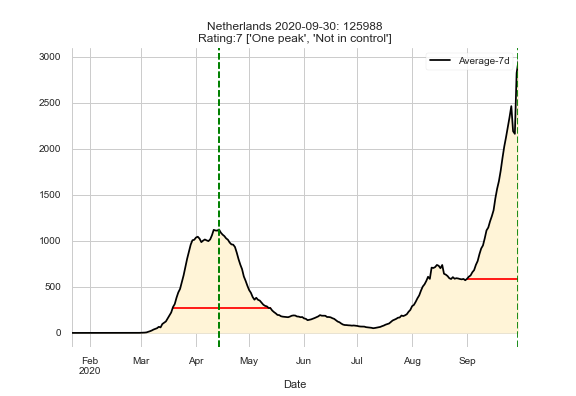 Netherlands 2020-09-30: 125988
Rating:7 ['One peak', 'Not in control']
Average-7d
3000
2500
2000
1500
1000
500
0
Feb Mar Apr May Jun Jul Aug Sep
2020
Date